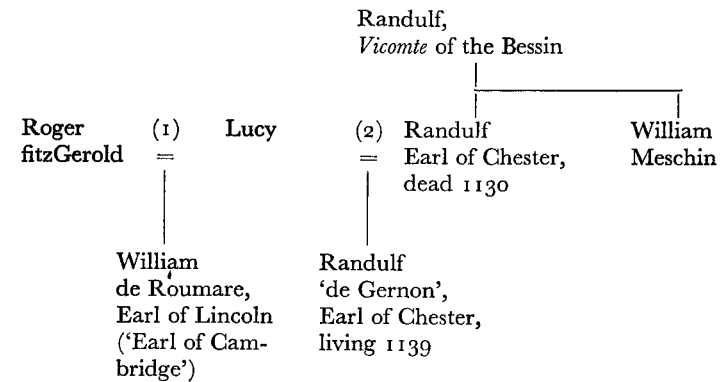 Randulf,
Vicomte of the Bessin
Roger (1) Lucy (2) Randulf William
fitzGerold = = Earl of Chester, Meschin
dead 1130
William Randulf
de Roumare, 'de Gernon',
Earl of Lincoln Earl of Chester,
('Earl of Cam- living 1139
bridge')